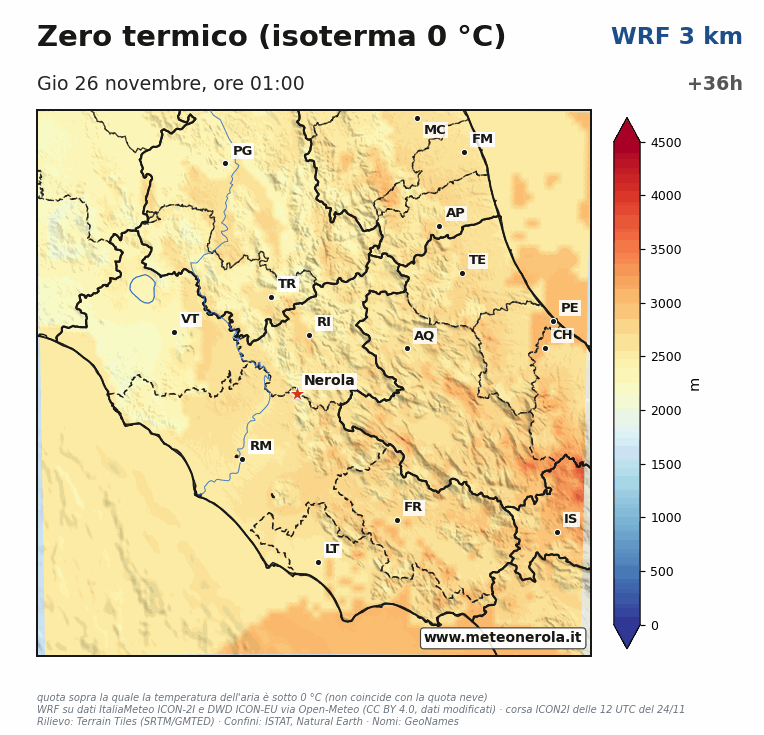 Zero termico (isoterma 0 °C)
WRF 3 km
Gio 26 novembre, ore 01:00
+36h
MC
FM
PG
AP
TE
TR
PE
VT
RI
AQ
CH
Nerola
RM
FR
IS
LT
www.meteonerola.it
4500
4000
3500
3000
2500
2000
1500
1000
500
0
m
quota sopra la quale la temperatura dell'aria è sotto 0 °C (non coincide con la quota neve)
WRF su dati ItaliaMeteo ICON-2I e DWD ICON-EU via Open-Meteo (CC BY 4.0, dati modificati) · corsa ICON2I delle 12 UTC del 24/11
Rilievo: Terrain Tiles (SRTM/GMTED) · Confini: ISTAT, Natural Earth · Nomi: GeoNames